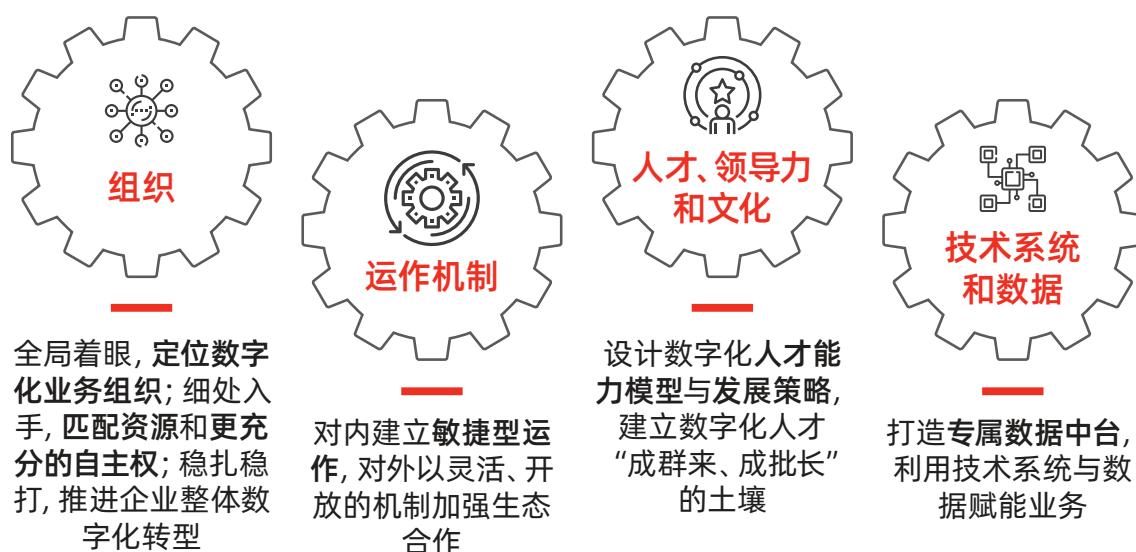 组织
全局着眼，定位数字
化业务组织；细处入
手，匹配资源和更充
分的自主权；稳扎稳
打，推进企业整体数
字化转型
运作机制
对内建立敏捷型运
作，对外以灵活、开
放的机制加强生态
合作
人才、领导力
和文化
设计数字化人才能
力模型与发展策略，
建立数字化人才
“成群来、成批长”
的土壤
技术系统
和数据
打造专属数据中台，
利用技术系统与数
据赋能业务